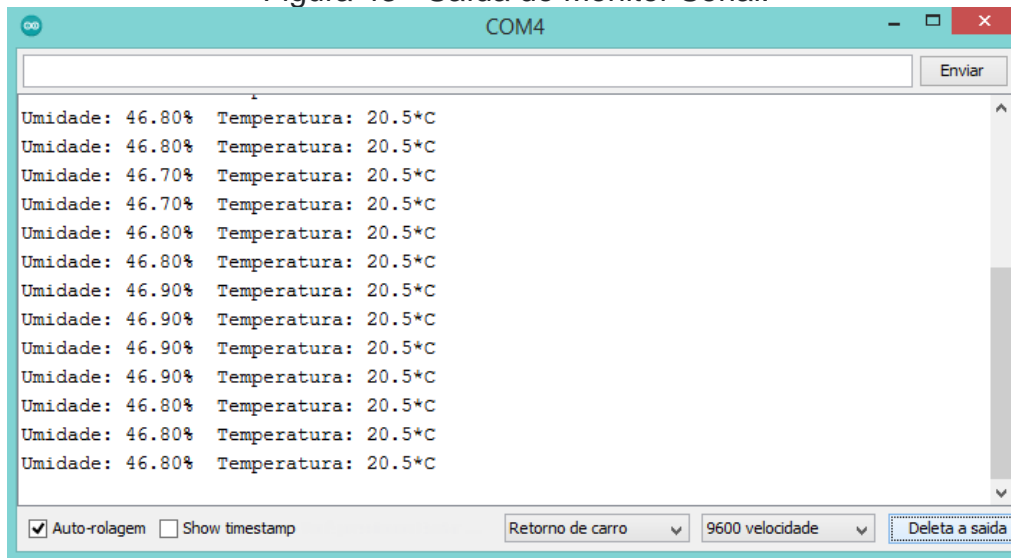 COM4
Enviar
Umidade: 46.80%  Temperatura: 20.5*C
Umidade: 46.80%  Temperatura: 20.5*C
Umidade: 46.70%  Temperatura: 20.5*C
Umidade: 46.70%  Temperatura: 20.5*C
Umidade: 46.80%  Temperatura: 20.5*C
Umidade: 46.80%  Temperatura: 20.5*C
Umidade: 46.90%  Temperatura: 20.5*C
Umidade: 46.90%  Temperatura: 20.5*C
Umidade: 46.90%  Temperatura: 20.5*C
Umidade: 46.90%  Temperatura: 20.5*C
Umidade: 46.80%  Temperatura: 20.5*C
Umidade: 46.80%  Temperatura: 20.5*C
Umidade: 46.80%  Temperatura: 20.5*C
Auto-rolagem Show timestamp Retorno de carro 9600 velocidade Deleta a saida